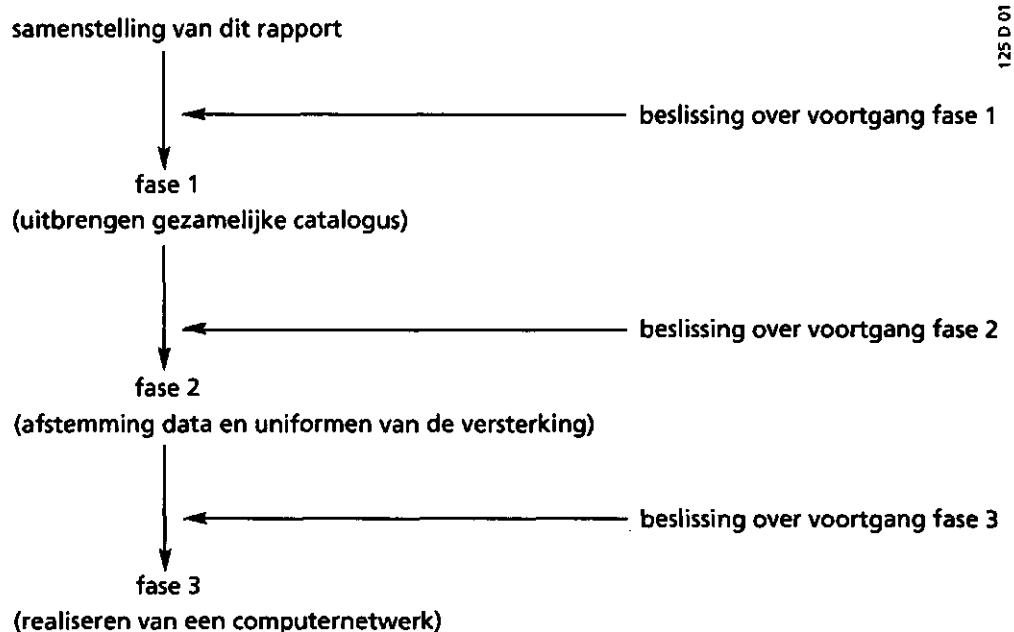 samenstelling van dit rapport
125 D 01
beslissing over voortgang fase 1
fase 1
(uitbrengen gezamelijke catalogus)
beslissing over voortgang fase 2
fase 2
(afstemming data en uniformen van de versterking)
beslissing over voortgang fase 3
fase 3
(realiseren van een computernetwerk)